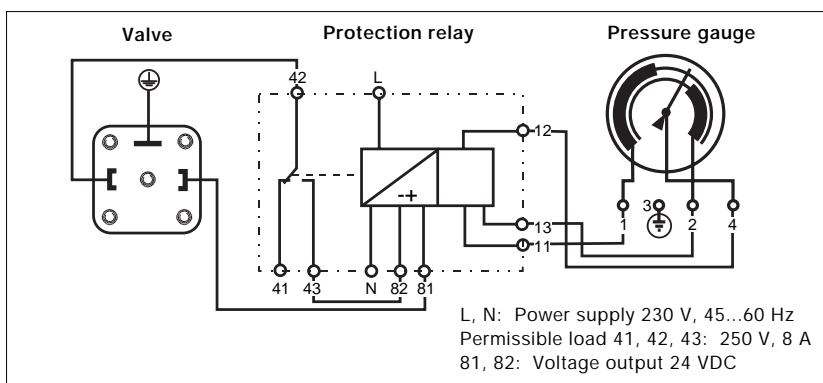 Valve Protection relay Pressure gauge
42 L
12
-+
13
11
1 3 2 4
41 43 N 82 81
L, N: Power supply 230 V, 45...60 Hz
Permissible load 41, 42, 43: 250 V, 8 A
81, 82: Voltage output 24 VDC